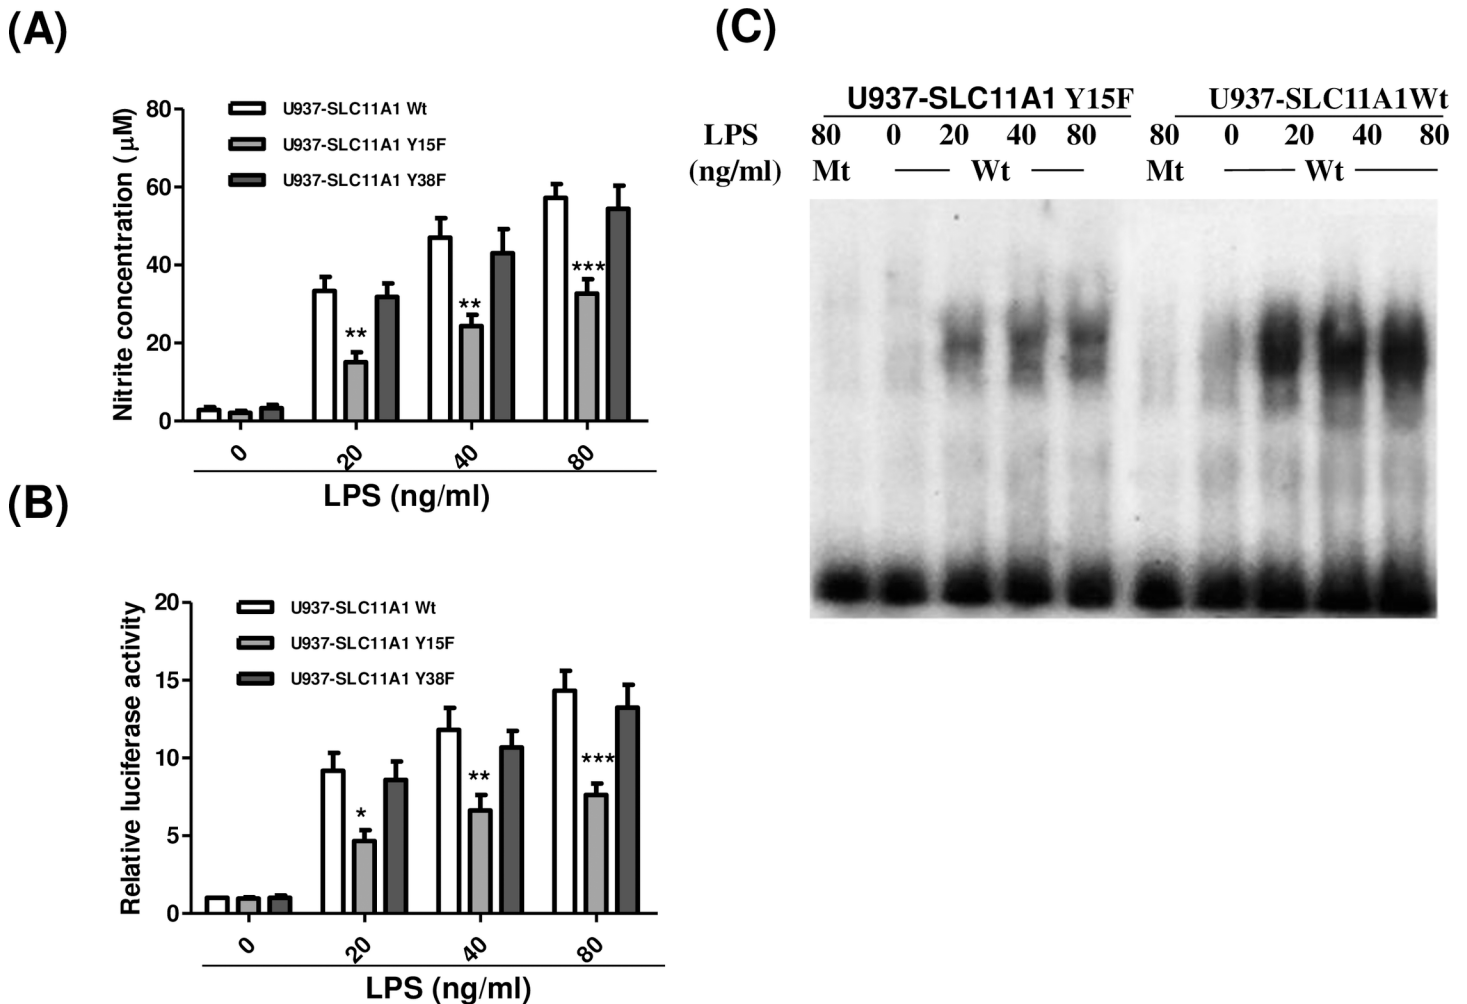 (A)
80
60
40
20
0
Nitrite concentration ( μM)
U937-SLC11A1 Wt
U937-SLC11A1 Y15F
U937-SLC11A1 Y38F
**
**
***
0
20
40
80
LPS (ng/ml)
(B)
20
15
10
5
0
Relative luciferase activity
U937-SLC11A1 Wt
U937-SLC11A1 Y15F
U937-SLC11A1 Y38F
*
**
***
0
20
40
80
LPS (ng/ml)
(C)
U937-SLC11A1 Y15F U937-SLC11A1Wt
LPS 80 0 20 40 80 80 0 20 40 80
(ng/ml) Mt Wt Mt Wt